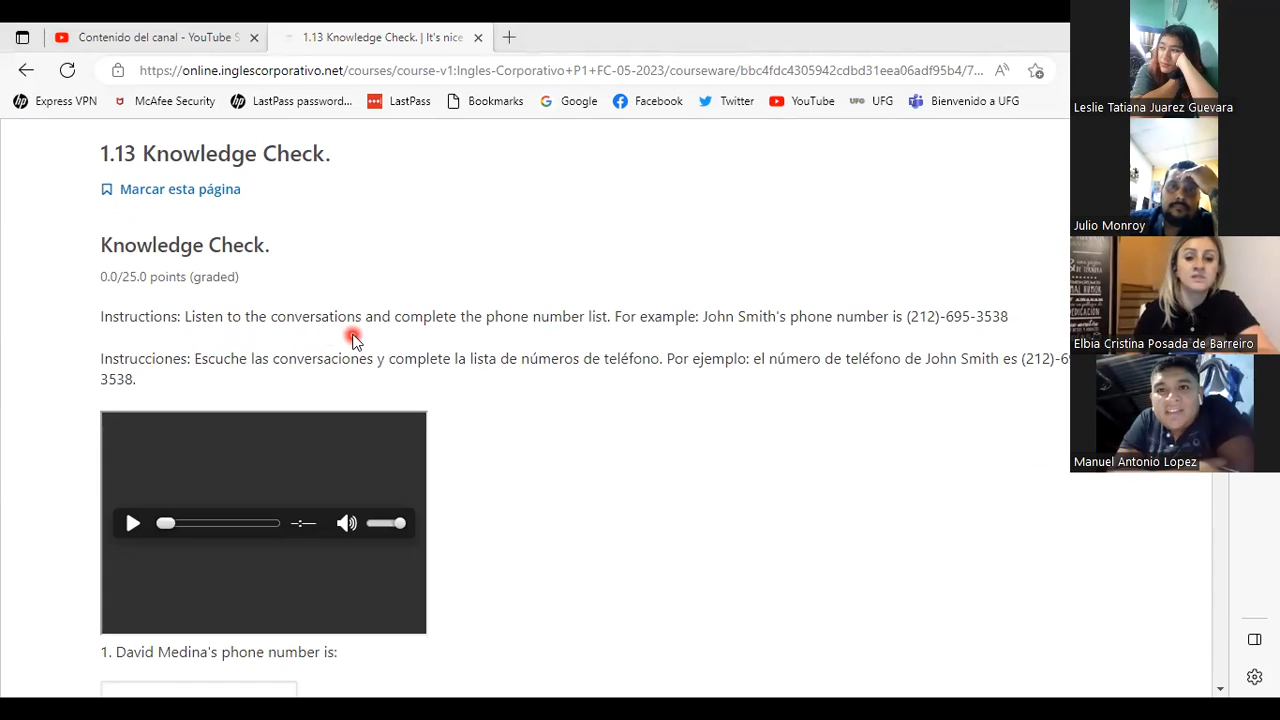 Contenido del canal - YouTube S
1.13 Knowledge Check. | It's nice
https://online.inglescorporativo.net/courses/course-v1:Ingles-Corporativo+P1+FC-05-2023/courseware/bbc4fdc4305942cdbd31eea06adf95b4/7...
Express VPN
McAfee Security
LastPass password...
LastPass
Bookmarks
Google
Facebook
Twitter
YouTube
UFG
UFG
Bienvenido a UFG
1.13 Knowledge Check.
Marcar esta página
Knowledge Check.
0.0/25.0 points (graded)
Instructions: Listen to the conversations and complete the phone number list. For example: John Smith's phone number is (212)-695-3538
Instrucciones: Escuche las conversaciones y complete la lista de números de teléfono. Por ejemplo: el número de teléfono de John Smith es (212)-6
3538.
-:--
1. David Medina's phone number is:
Leslie Tatiana Juarez Guevara
Julio Monroy
Elbia Cristina Posada de Barreiro
Manuel Antonio Lopez